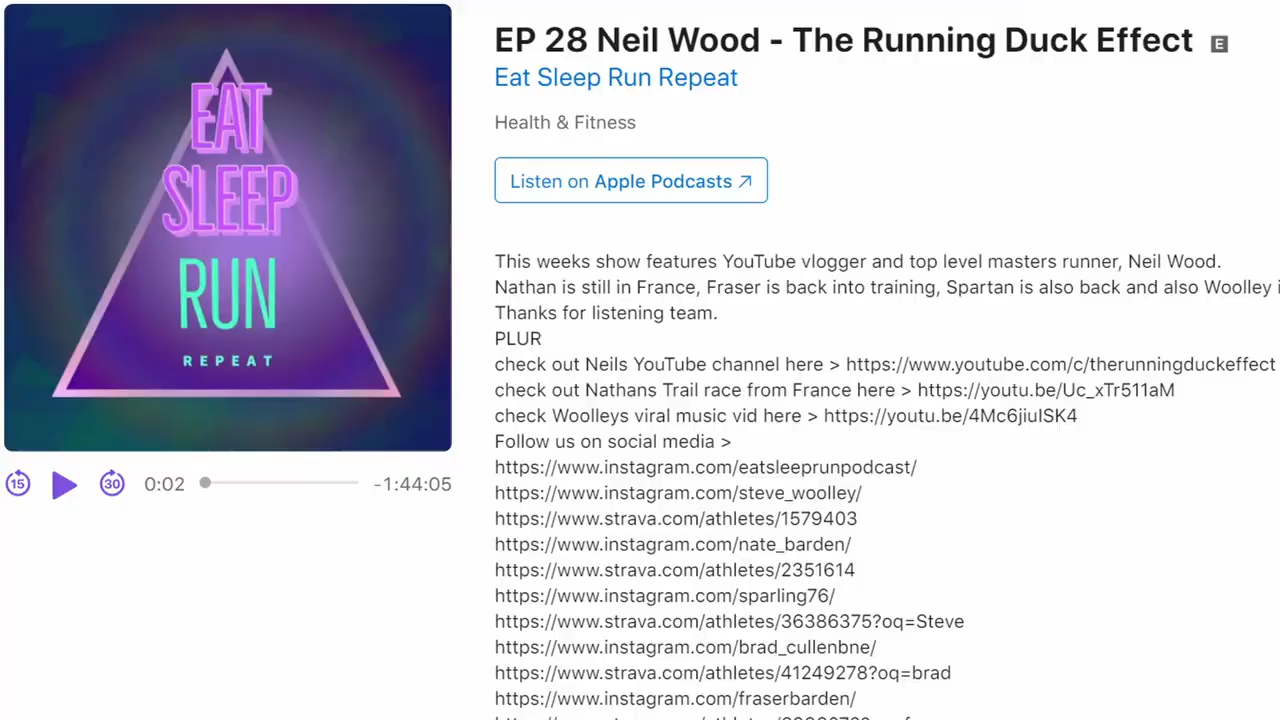 EAT
SLEEP
RUN
REPEAT
15
30
0:02
-1:44:05
EP 28 Neil Wood - The Running Duck Effect E
Eat Sleep Run Repeat
Health & Fitness
Listen on Apple Podcasts ↗
This weeks show features YouTube vlogger and top level masters runner, Neil Wood.
Nathan is still in France, Fraser is back into training, Spartan is also back and also Woolley i
Thanks for listening team.
PLUR
check out Neils YouTube channel here > https://www.youtube.com/c/therunningduckeffect
check out Nathans Trail race from France here > https://youtu.be/Uc_xTr511aM
check Woolleys viral music vid here > https://youtu.be/4Mc6jiuISK4
Follow us on social media >
https://www.instagram.com/eatsleeprunpodcast/
https://www.instagram.com/steve_woolley/
https://www.strava.com/athletes/1579403
https://www.instagram.com/nate_barden/
https://www.strava.com/athletes/2351614
https://www.instagram.com/sparling76/
https://www.strava.com/athletes/36386375?oq=Steve
https://www.instagram.com/brad_cullenbne/
https://www.strava.com/athletes/41249278?oq=brad
https://www.instagram.com/fraserbarden/